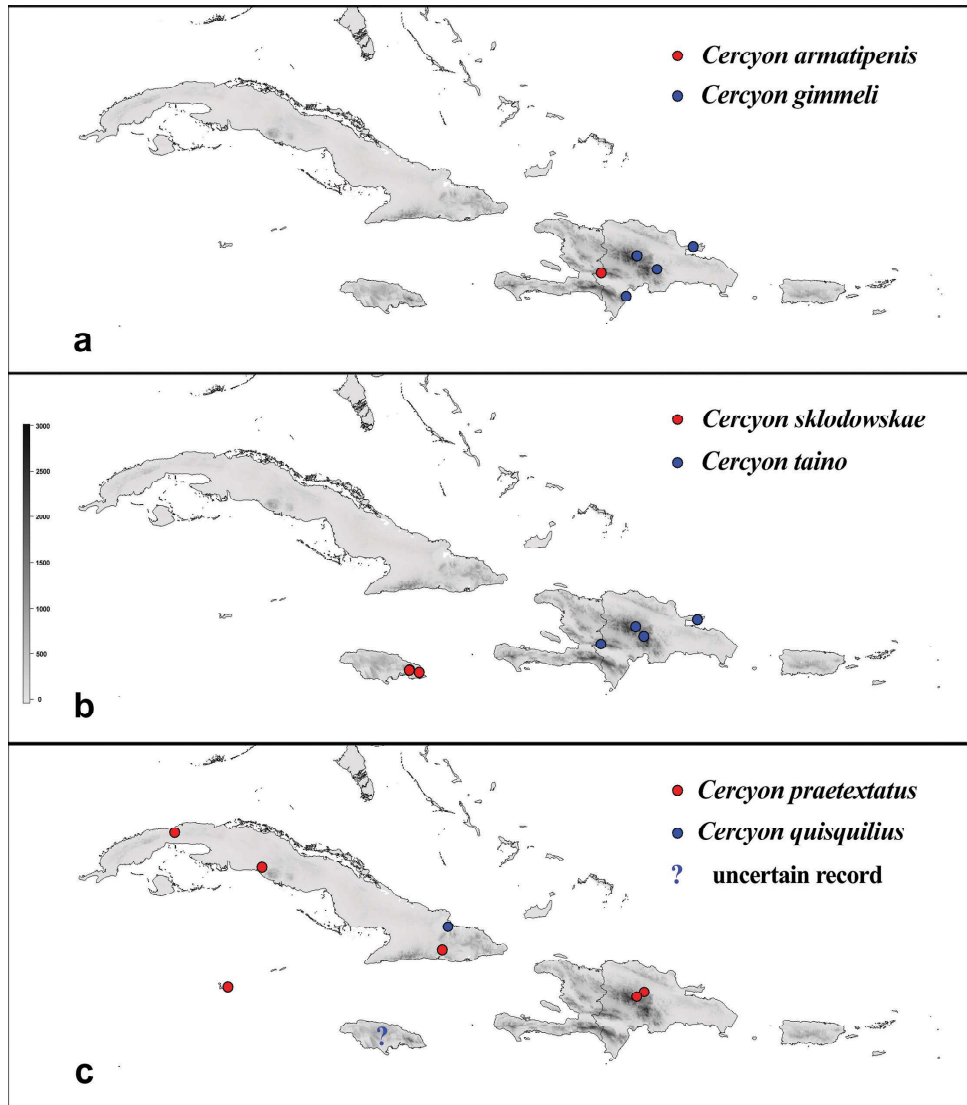 Cercyon armatipenis
Cercyon gimmeli
a
Cercyon sklodowskae
Cercyon taino
3000
2500
2000
1500
1000
500
0
b
Cercyon praetextatus
Cercyon quisquilius
? uncertain record
?
c